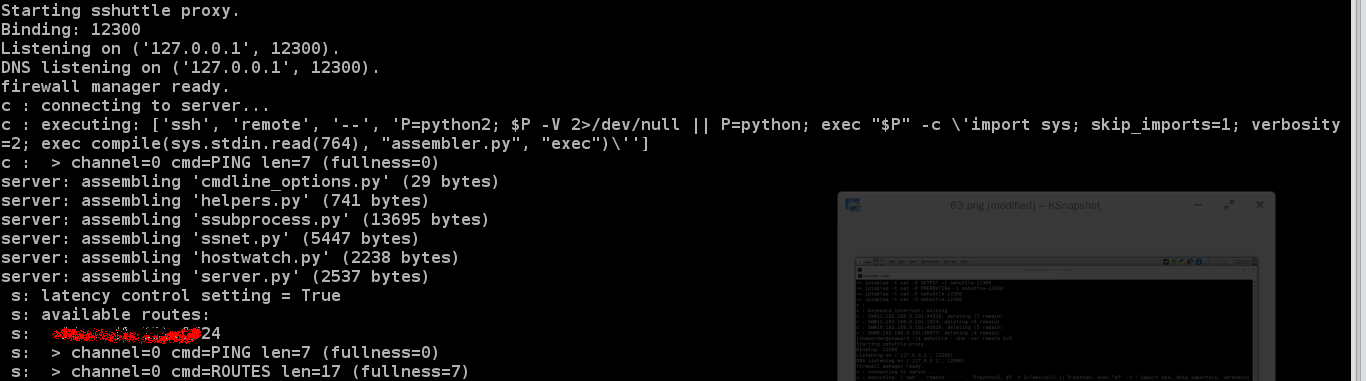 Starting sshuttle proxy.
Binding: 12300
Listening on ('127.0.0.1', 12300).
DNS listening on ('127.0.0.1', 12300).
firewall manager ready.
c : connecting to server...
c : executing: ['ssh', 'remote', '--', 'P=python2; $P -V 2>/dev/null || P=python; exec "$P" -c \'import sys; skip_imports=1; verbosity
=2; exec compile(sys.stdin.read(764), "assembler.py", "exec")\'']
c :  > channel=0 cmd=PING len=7 (fullness=0)
server: assembling 'cmdline_options.py' (29 bytes)
server: assembling 'helpers.py' (741 bytes)
server: assembling 'ssubprocess.py' (13695 bytes)
server: assembling 'ssnet.py' (5447 bytes)
server: assembling 'hostwatch.py' (2238 bytes)
server: assembling 'server.py' (2537 bytes)
 s: latency control setting = True
 s: available routes:
 s: 24
 s:  > channel=0 cmd=PING len=7 (fullness=0)
 s:  > channel=0 cmd=ROUTES len=17 (fullness=7)
63.png [modified] – KSnapshot